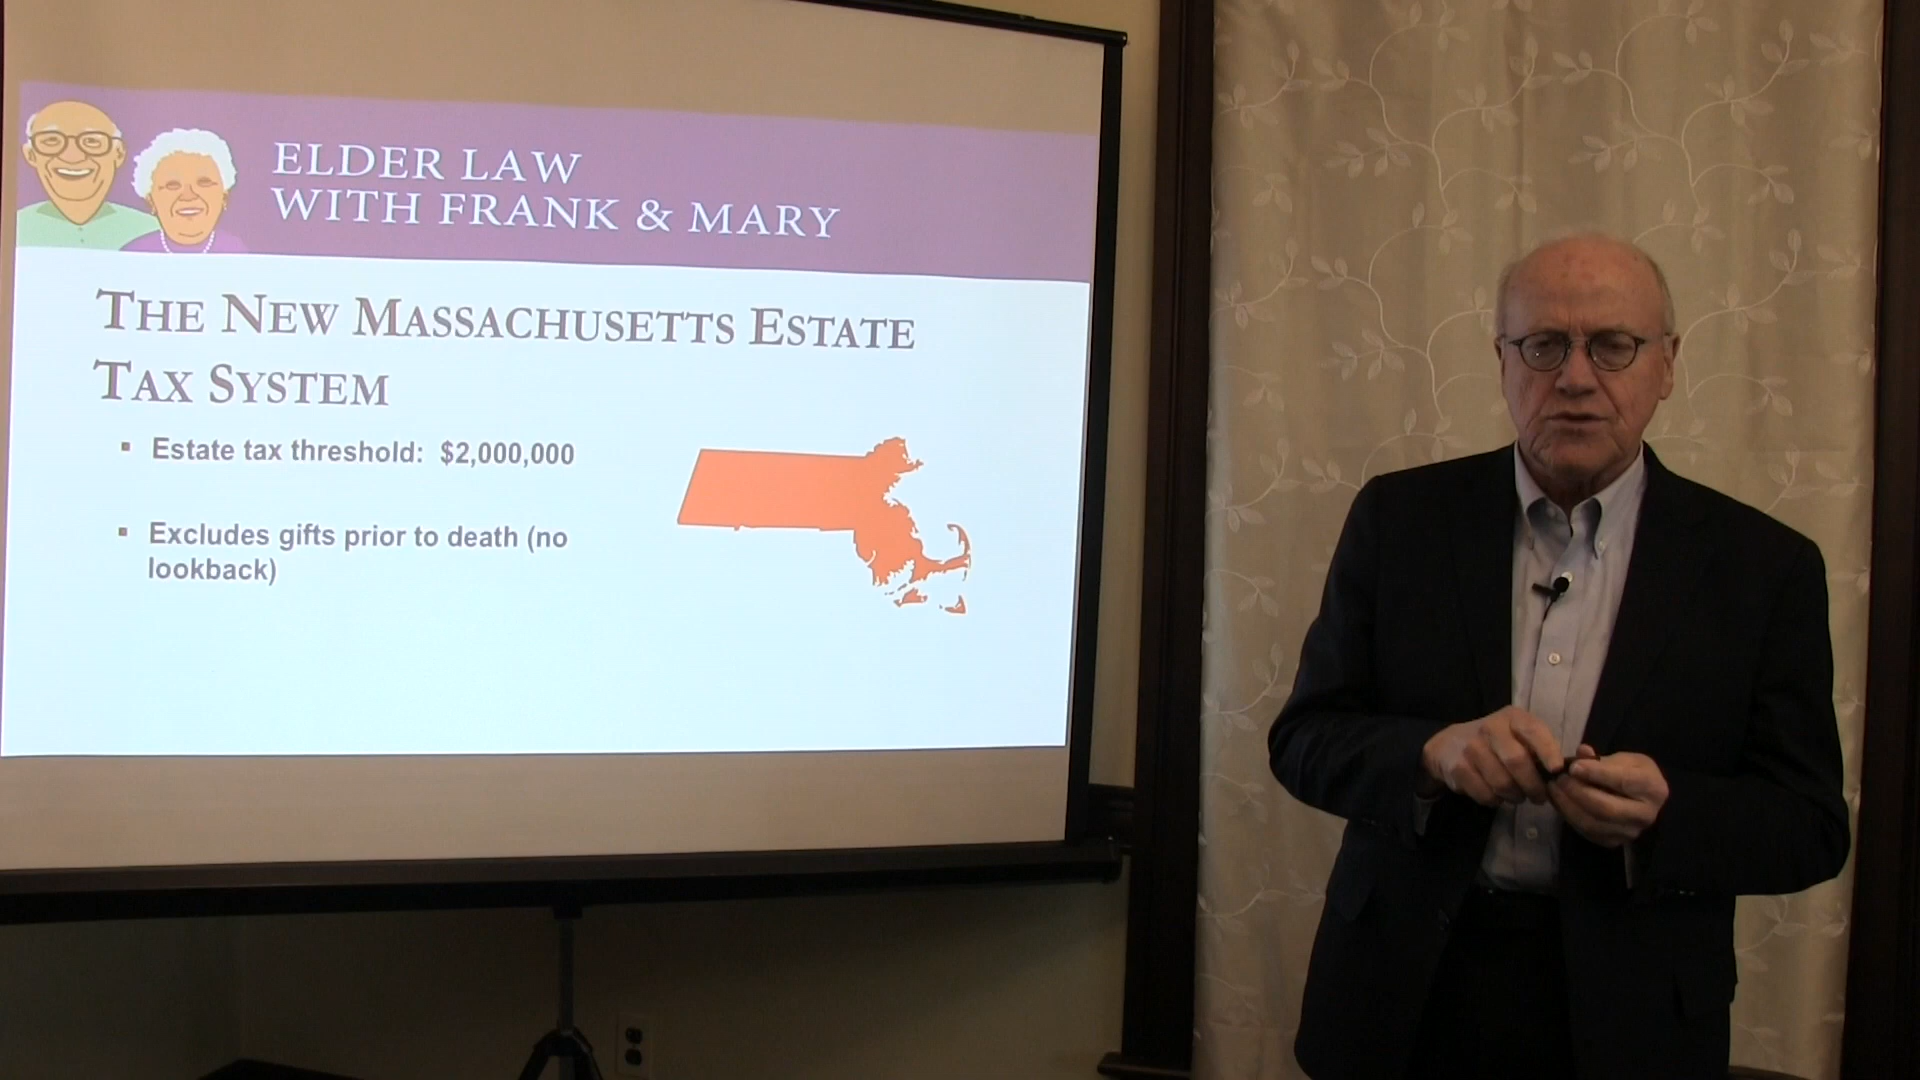 ELDER LAW
WITH FRANK & MARY
THE NEW MASSACHUSETTS ESTATE
TAX SYSTEM
▪ Estate tax threshold: $2,000,000
▪ Excludes gifts prior to death (no
lookback)